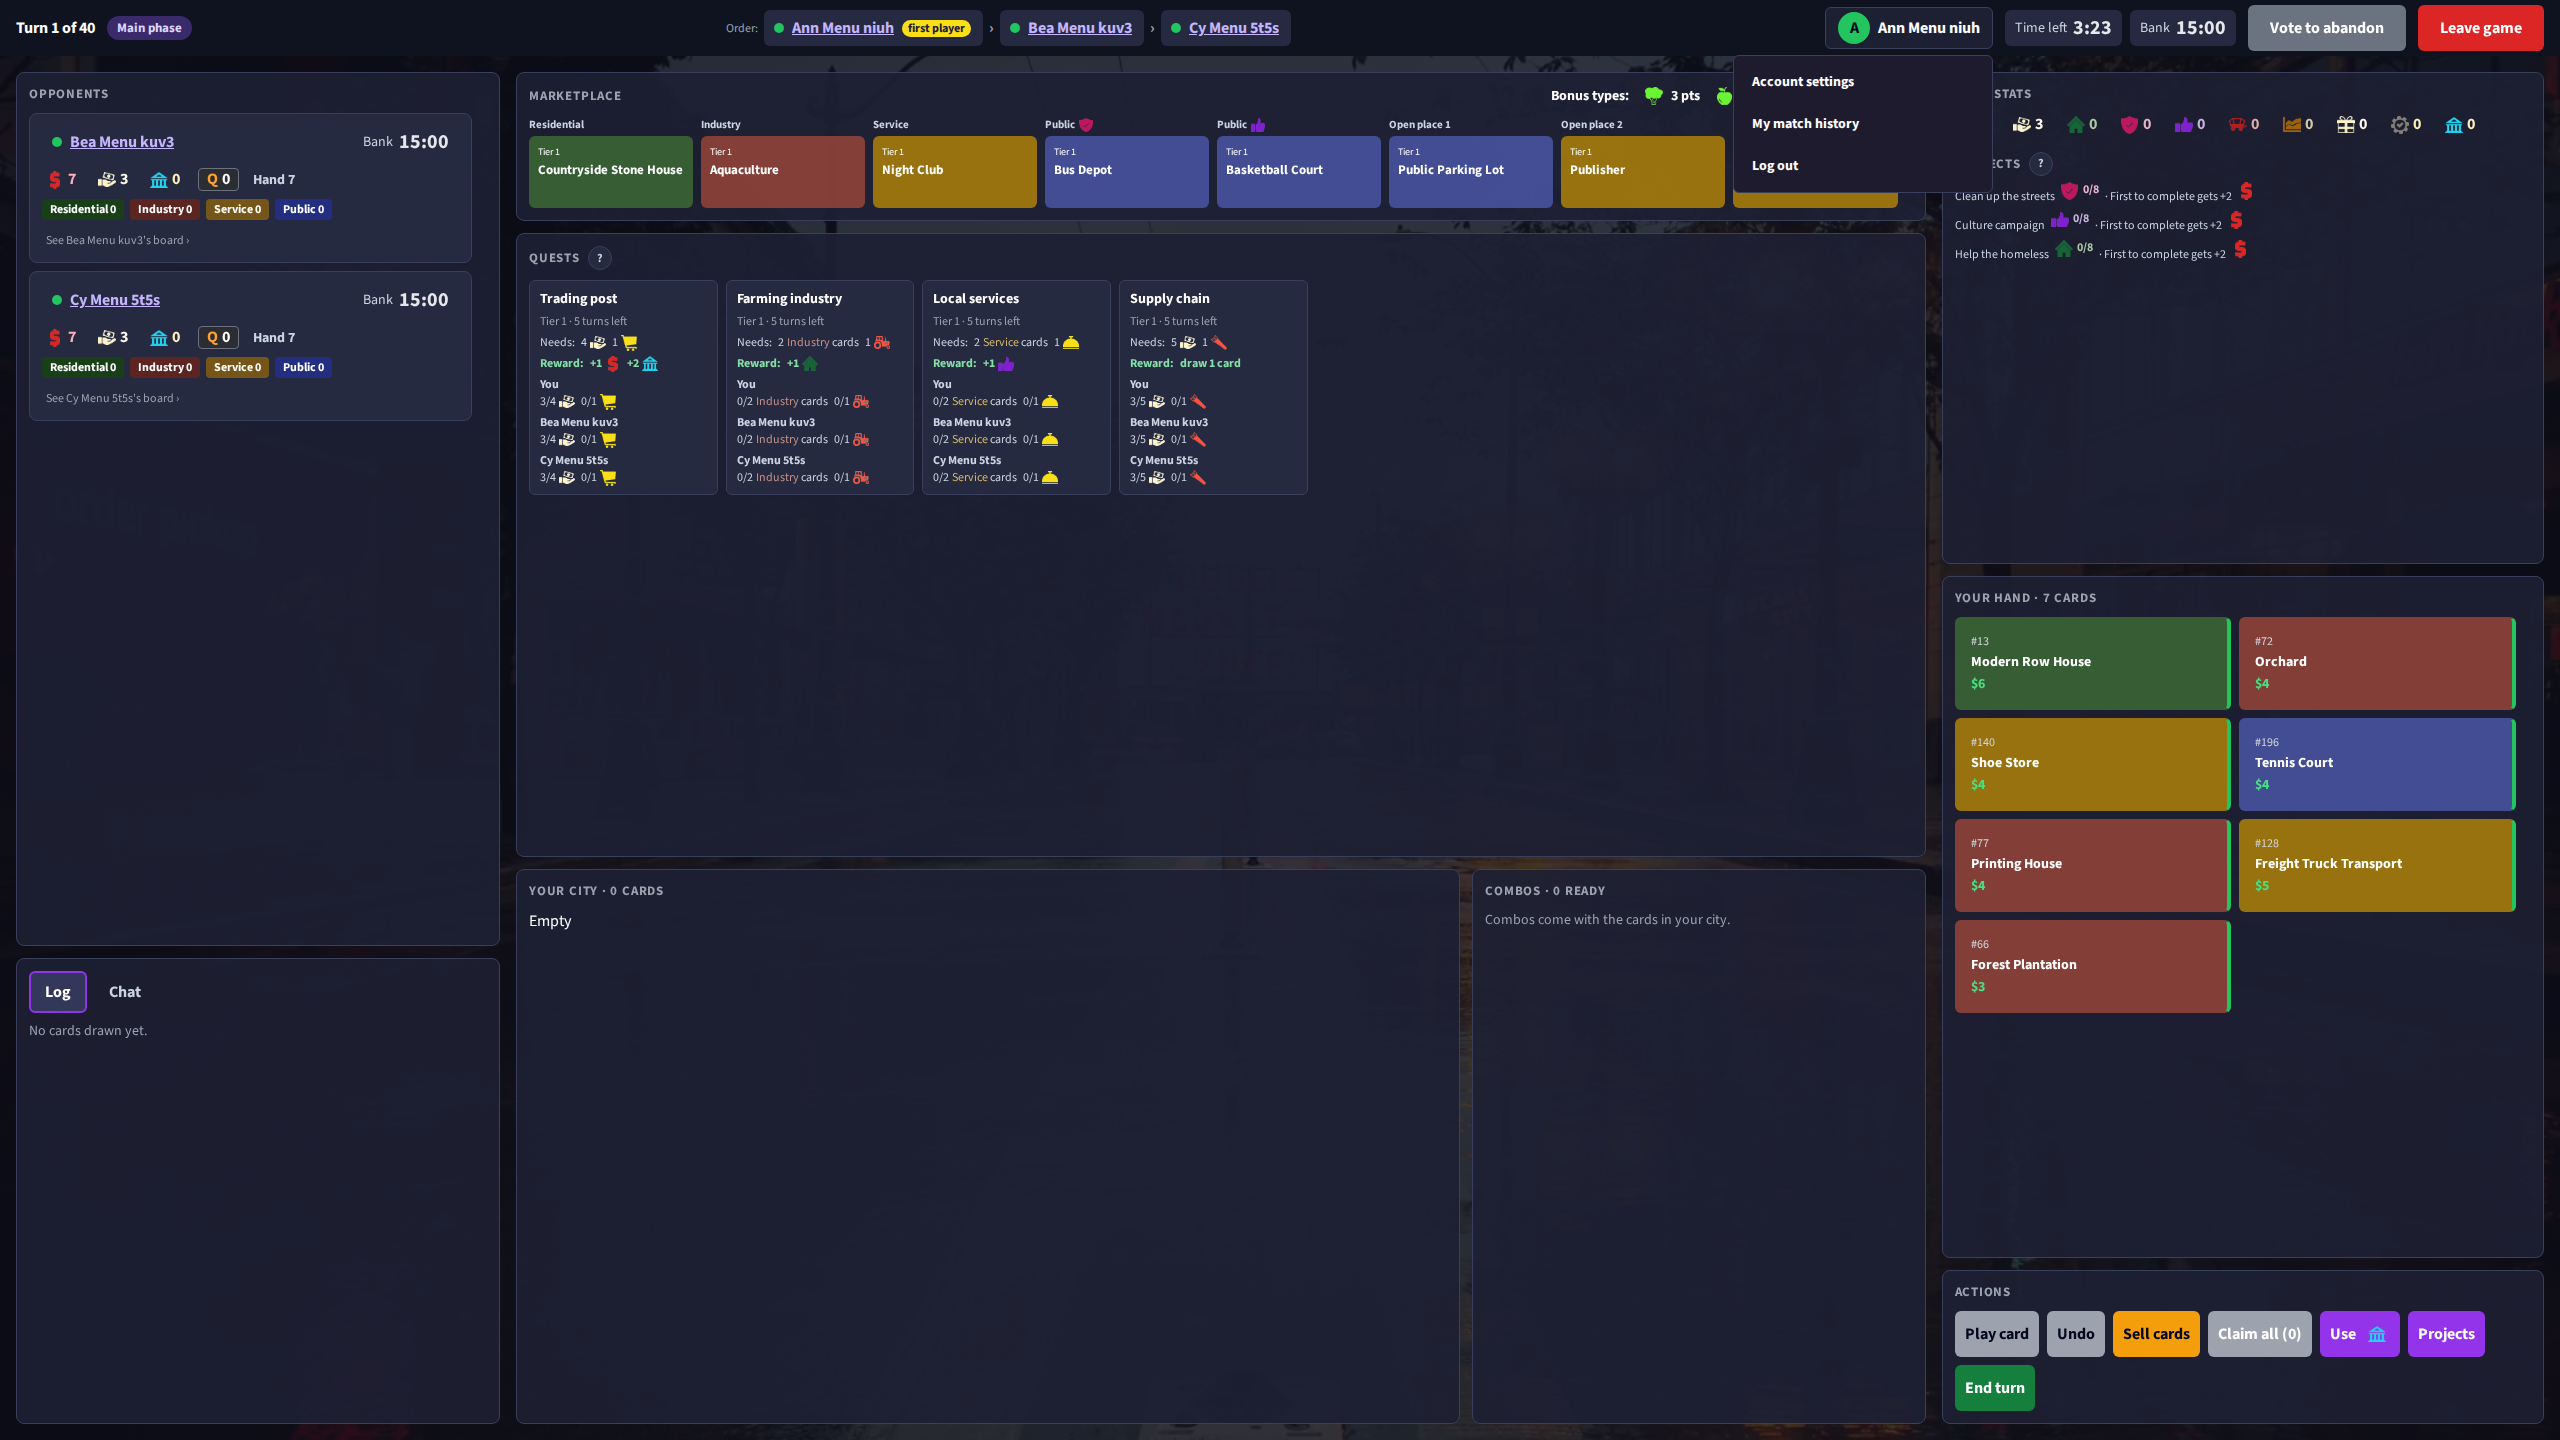 Turn 1 of 40 Main phase
Order: Ann Menu niuh first player › Bea Menu kuv3 › Cy Menu 5t5s
A Ann Menu niuh
Time left 3:23
Bank 15:00
Vote to abandon
Leave game
Account settings
My match history
Log out
OPPONENTS
Bea Menu kuv3 Bank 15:00
7 3 0 Q 0 Hand 7
Residential 0 Industry 0 Service 0 Public 0
See Bea Menu kuv3's board ›
Cy Menu 5t5s Bank 15:00
7 3 0 Q 0 Hand 7
Residential 0 Industry 0 Service 0 Public 0
See Cy Menu 5t5s's board ›
Log Chat
No cards drawn yet.
MARKETPLACE
Bonus types: 3 pts
Residential Industry Service Public Public Open place 1 Open place 2
Tier 1 Tier 1 Tier 1 Tier 1 Tier 1 Tier 1 Tier 1
Countryside Stone House Aquaculture Night Club Bus Depot Basketball Court Public Parking Lot Publisher
QUESTS ?
Trading post
Tier 1 · 5 turns left
Needs: 4 1
Reward: +1 +2
You
3/4 0/1
Bea Menu kuv3
3/4 0/1
Cy Menu 5t5s
3/4 0/1
Farming industry
Tier 1 · 5 turns left
Needs: 2 Industry cards 1
Reward: +1
You
0/2 Industry cards 0/1
Bea Menu kuv3
0/2 Industry cards 0/1
Cy Menu 5t5s
0/2 Industry cards 0/1
Local services
Tier 1 · 5 turns left
Needs: 2 Service cards 1
Reward: +1
You
0/2 Service cards 0/1
Bea Menu kuv3
0/2 Service cards 0/1
Cy Menu 5t5s
0/2 Service cards 0/1
Supply chain
Tier 1 · 5 turns left
Needs: 5 1
Reward: draw 1 card
You
3/5 0/1
Bea Menu kuv3
3/5 0/1
Cy Menu 5t5s
3/5 0/1
YOUR CITY · 0 CARDS
Empty
COMBOS · 0 READY
Combos come with the cards in your city.
STATS
3 0 0 0 0 0 0 0 0
?
Clean up the streets 0/8 · First to complete gets +2
Culture campaign 0/8 · First to complete gets +2
Help the homeless 0/8 · First to complete gets +2
YOUR HAND · 7 CARDS
#13
Modern Row House
$6
#72
Orchard
$4
#140
Shoe Store
$4
#196
Tennis Court
$4
#77
Printing House
$4
#128
Freight Truck Transport
$5
#66
Forest Plantation
$3
ACTIONS
Play card Undo Sell cards Claim all (0) Use Projects
End turn